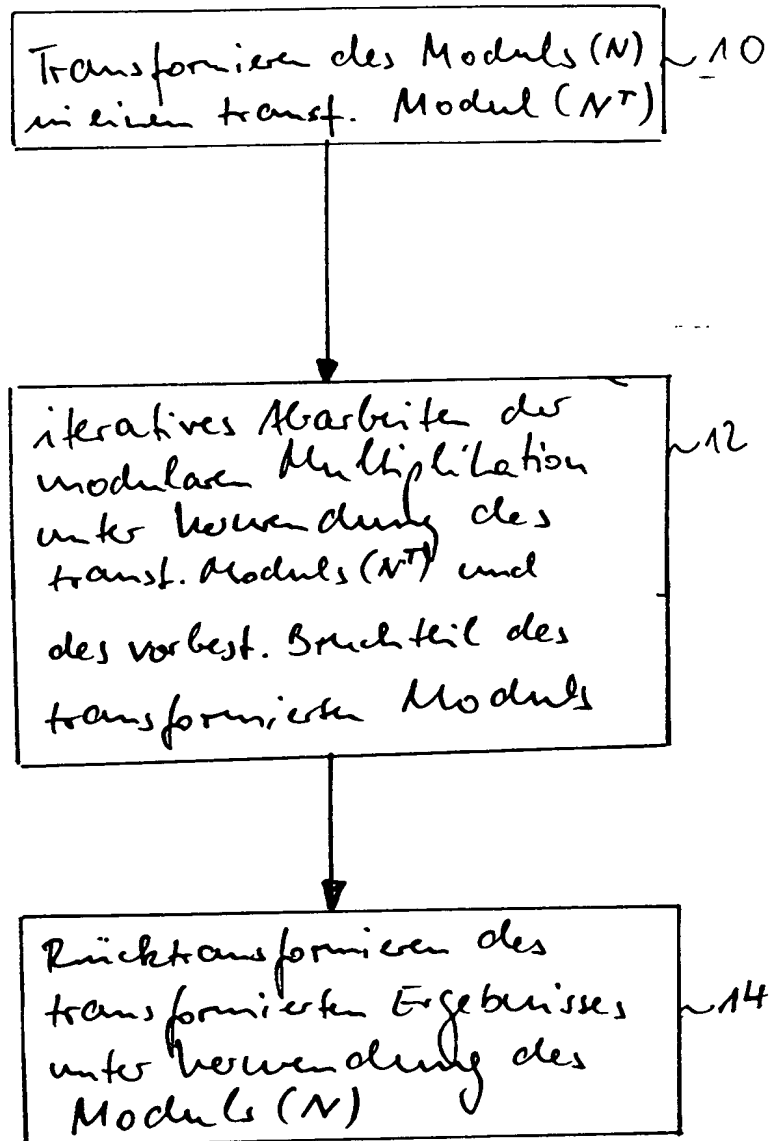 Transformieren des Moduls (N) ~10
in einen transf. Modul (N^T)
iteratives Abarbeiten der
modularen Multiplikation ~12
unter Verwendung des
transf. Moduls (N^T) und
des vorbest. Bruchteil des
transformierten Moduls
Rücktransformieren des
transformierten Ergebnisses ~14
unter Verwendung des
Moduls (N)